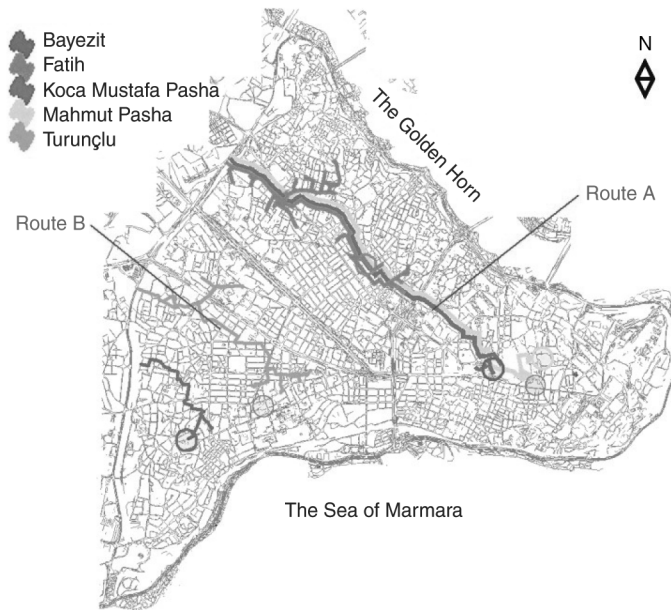 Bayezit
Fatih
Koca Mustafa Pasha
Mahmut Pasha
Turunçlu
N
The Golden Horn
Route A
Route B
The Sea of Marmara